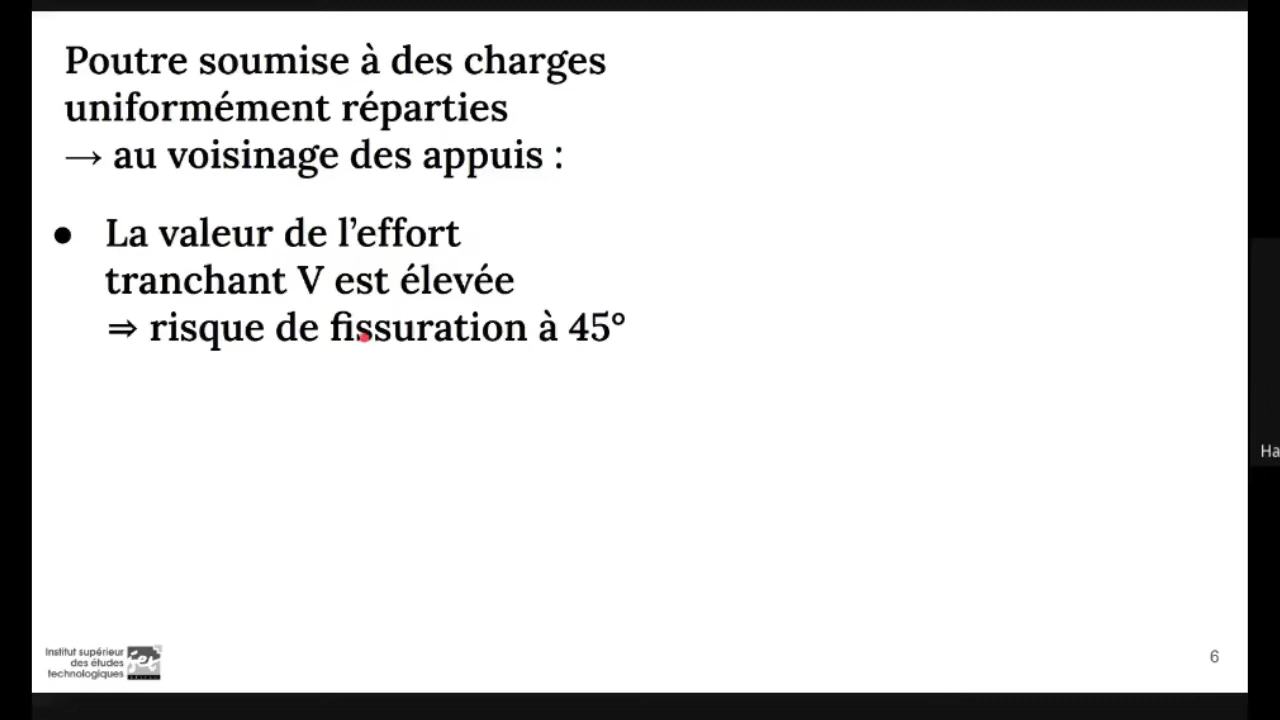 Poutre soumise à des charges
uniformément réparties
→ au voisinage des appuis :
● La valeur de l’effort
tranchant V est élevée
⇒ risque de fissuration à 45°
Institut supérieur
des études
technologiques
6
Ha